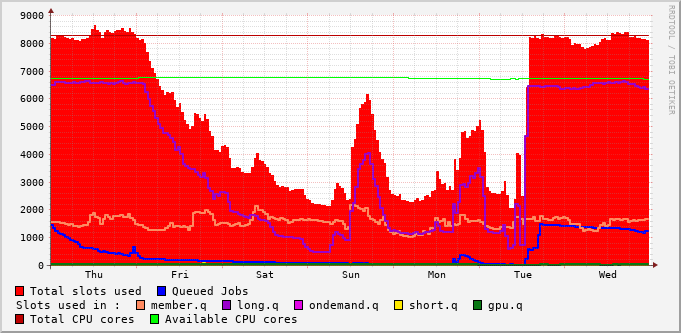 9000
8000
7000
6000
5000
4000
3000
2000
1000
0
Thu Fri Sat Sun Mon Tue Wed
Total slots used Queued Jobs
Slots used in : member.q long.q ondemand.q short.q gpu.q
Total CPU cores Available CPU cores
RRDTOOL / TOBI OETIKER